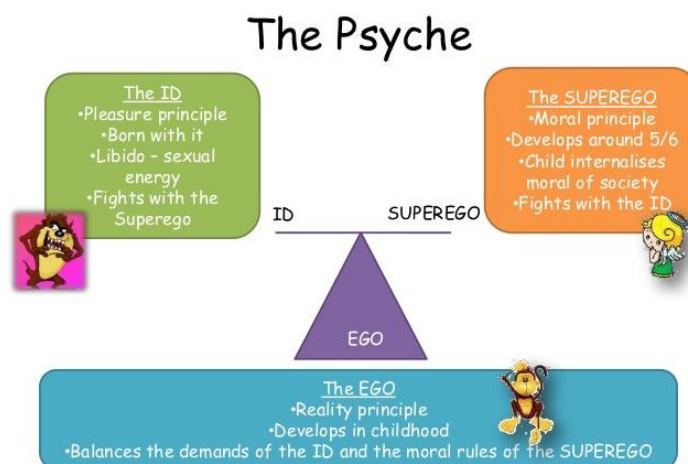 The Psyche
The ID
•Pleasure principle
•Born with it
•Libido – sexual
energy
•Fights with the
Superego
The SUPEREGO
•Moral principle
•Develops around 5/6
•Child internalises
moral of society
•Fights with the ID
ID
SUPEREGO
EGO
The EGO
•Reality principle
•Develops in childhood
•Balances the demands of the ID and the moral rules of the SUPEREGO